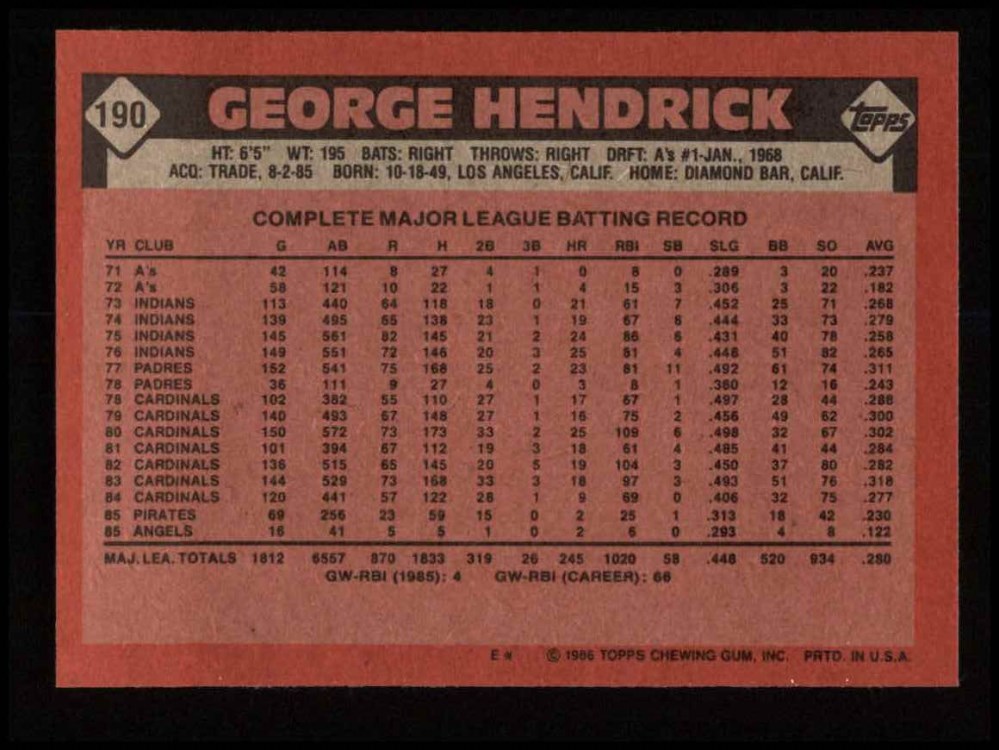 190 GEORGE HENDRICK Topps
HT: 6'5" WT: 195 BATS: RIGHT THROWS: RIGHT DRFT: A's #1-JAN., 1968
ACQ: TRADE, 8-2-85 BORN: 10-18-49, LOS ANGELES, CALIF. HOME: DIAMOND BAR, CALIF.
COMPLETE MAJOR LEAGUE BATTING RECORD
YR CLUB G AB R H 2B 3B HR RBI SB SLG BB SO AVG
71 A's 42 114 8 27 4 1 0 8 0 .289 3 20 .237
72 A's 58 121 10 22 1 1 4 15 3 .306 3 22 .182
73 INDIANS 113 440 64 118 18 0 21 61 7 .452 25 71 .268
74 INDIANS 139 495 65 138 23 1 19 67 6 .444 33 73 .279
75 INDIANS 145 561 82 145 21 2 24 86 6 .431 40 78 .258
76 INDIANS 149 551 72 146 20 3 25 81 4 .448 51 82 .265
77 PADRES 152 541 75 168 25 2 23 81 11 .492 61 74 .311
78 PADRES 36 111 9 27 4 0 3 8 1 .360 12 16 .243
78 CARDINALS 102 382 55 110 27 1 17 67 1 .497 28 44 .288
79 CARDINALS 140 493 67 148 27 1 16 75 2 .456 49 62 .300
80 CARDINALS 150 572 73 173 33 2 25 109 6 .498 32 67 .302
81 CARDINALS 101 394 67 112 19 3 18 61 4 .485 41 44 .284
82 CARDINALS 136 515 65 145 20 5 19 104 3 .450 37 80 .282
83 CARDINALS 144 529 73 168 33 3 18 97 3 .493 51 76 .318
84 CARDINALS 120 441 57 122 28 1 9 69 0 .406 32 75 .277
85 PIRATES 69 256 23 59 15 0 2 25 1 .313 18 42 .230
85 ANGELS 16 41 5 5 1 0 2 6 0 .293 4 8 .122
MAJ. LEA. TOTALS 1812 6557 870 1833 319 26 245 1020 58 .448 520 934 .280
GW-RBI (1985): 4 GW-RBI (CAREER): 66
E © 1986 TOPPS CHEWING GUM, INC. PRTD. IN U.S.A.